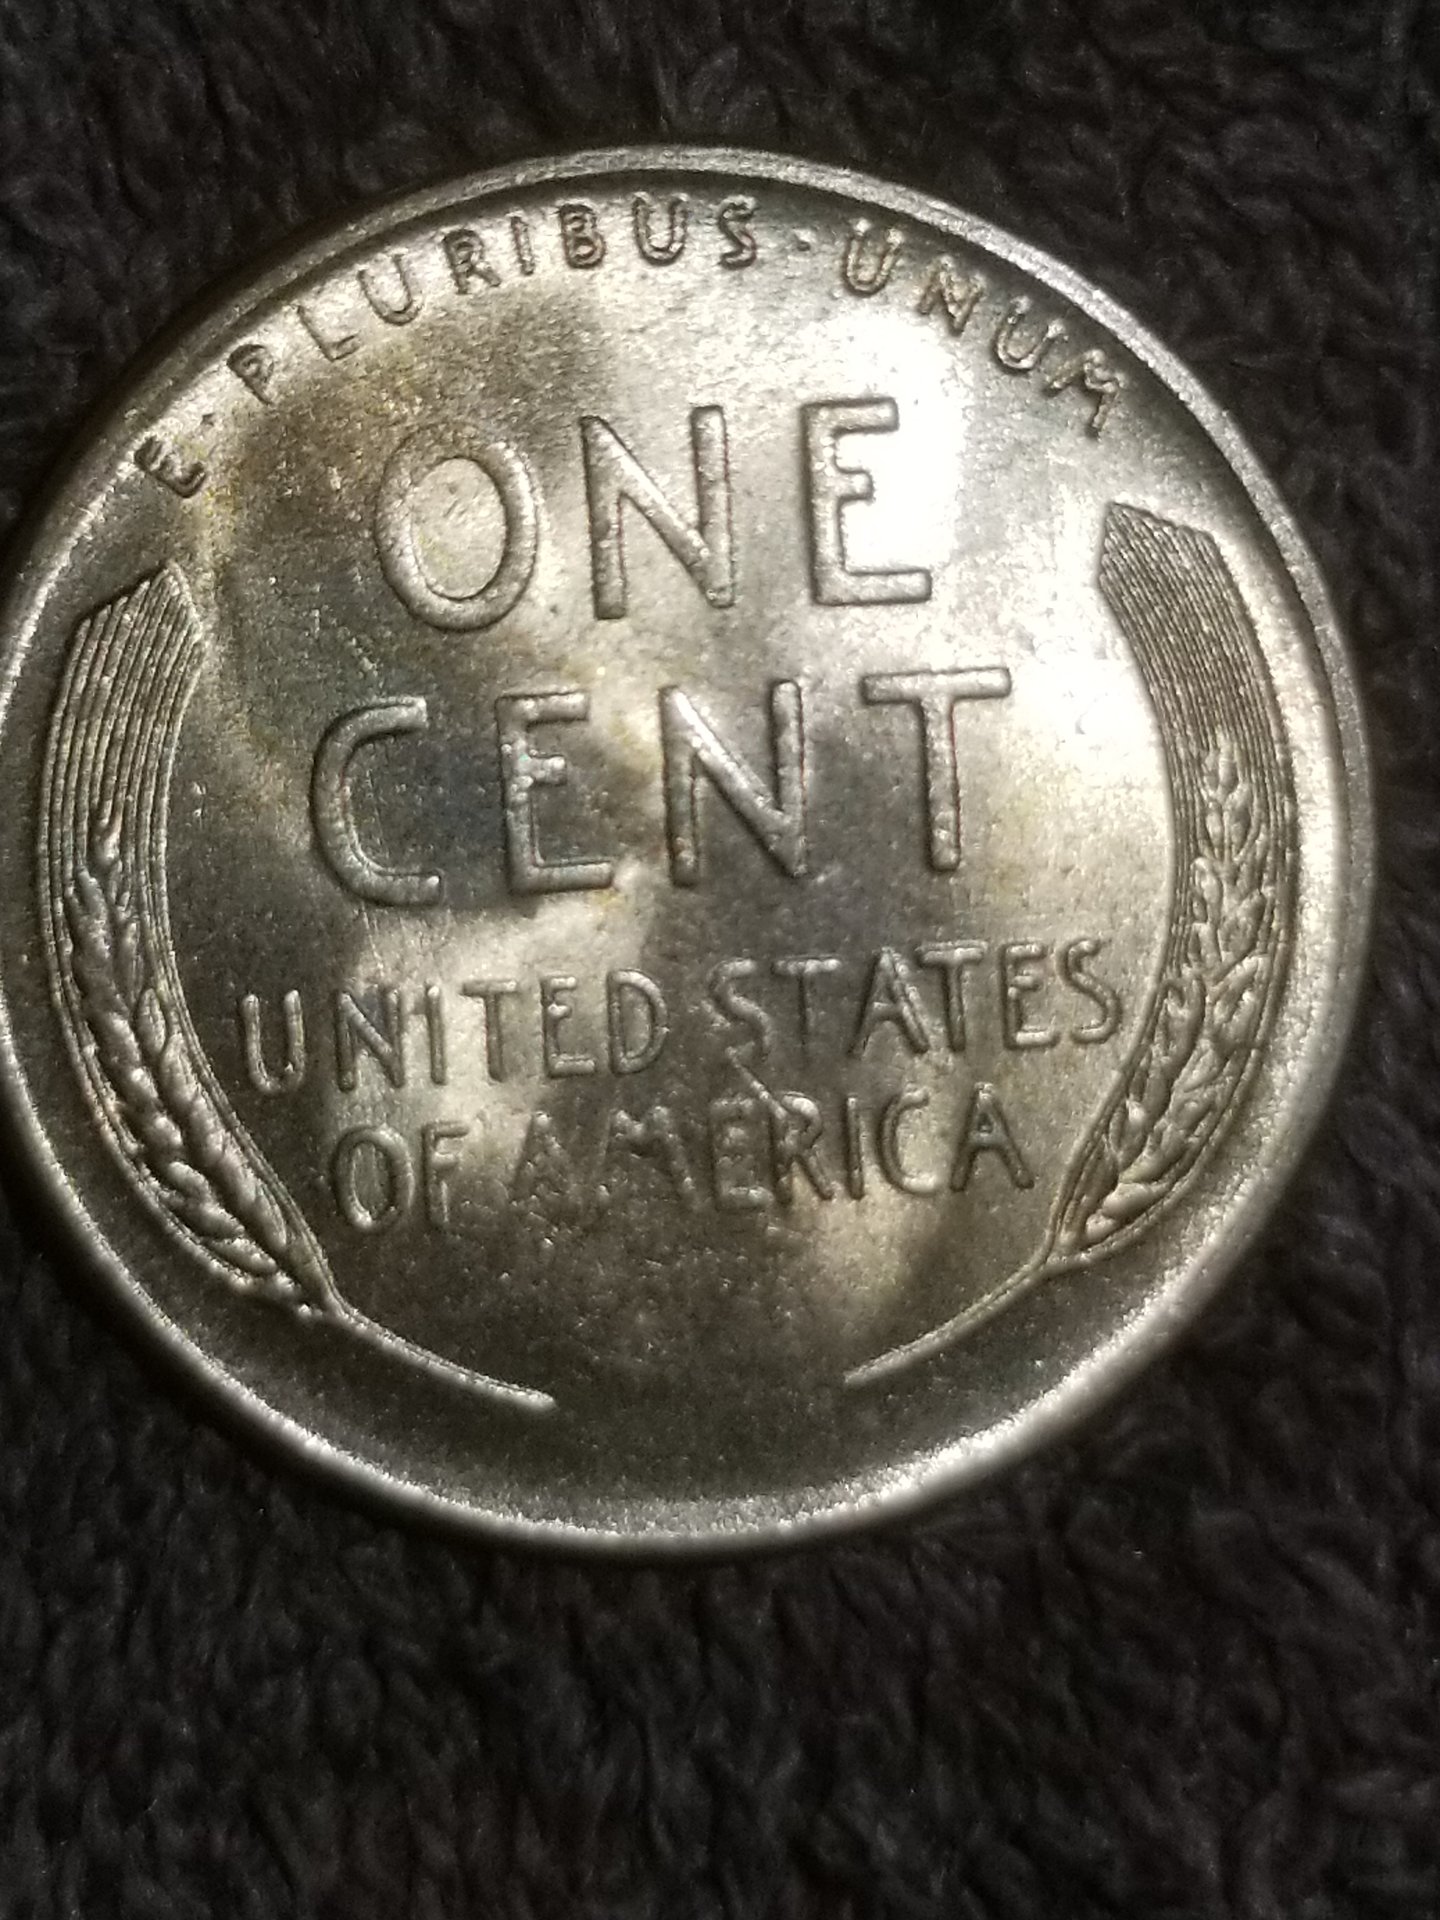 E·PLURIBUS·UNUM
ONE
CENT
UNITED STATES
OF AMERICA